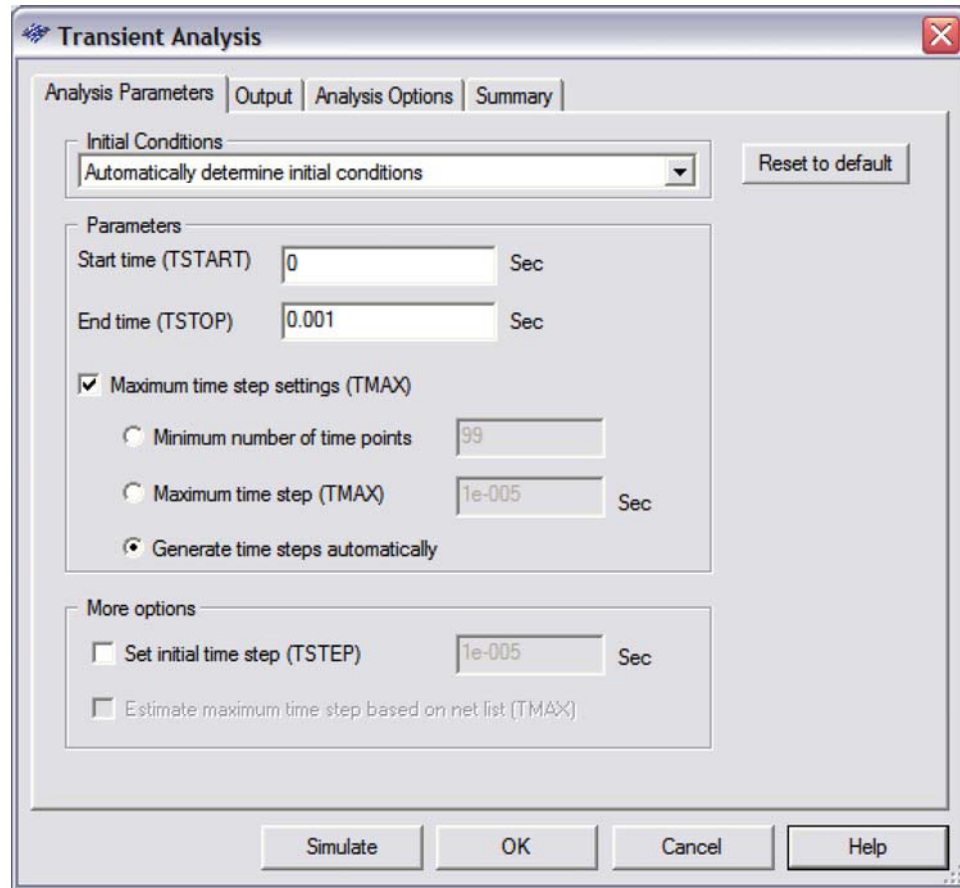 Transient Analysis
Analysis Parameters Output Analysis Options Summary
Initial Conditions
Automatically determine initial conditions
Reset to default
Parameters
Start time (TSTART) 0 Sec
End time (TSTOP) 0.001 Sec
Maximum time step settings (TMAX)
Minimum number of time points 99
Maximum time step (TMAX) 1e-005 Sec
Generate time steps automatically
More options
Set initial time step (TSTEP) 1e-005 Sec
Estimate maximum time step based on net list (TMAX)
Simulate OK Cancel Help